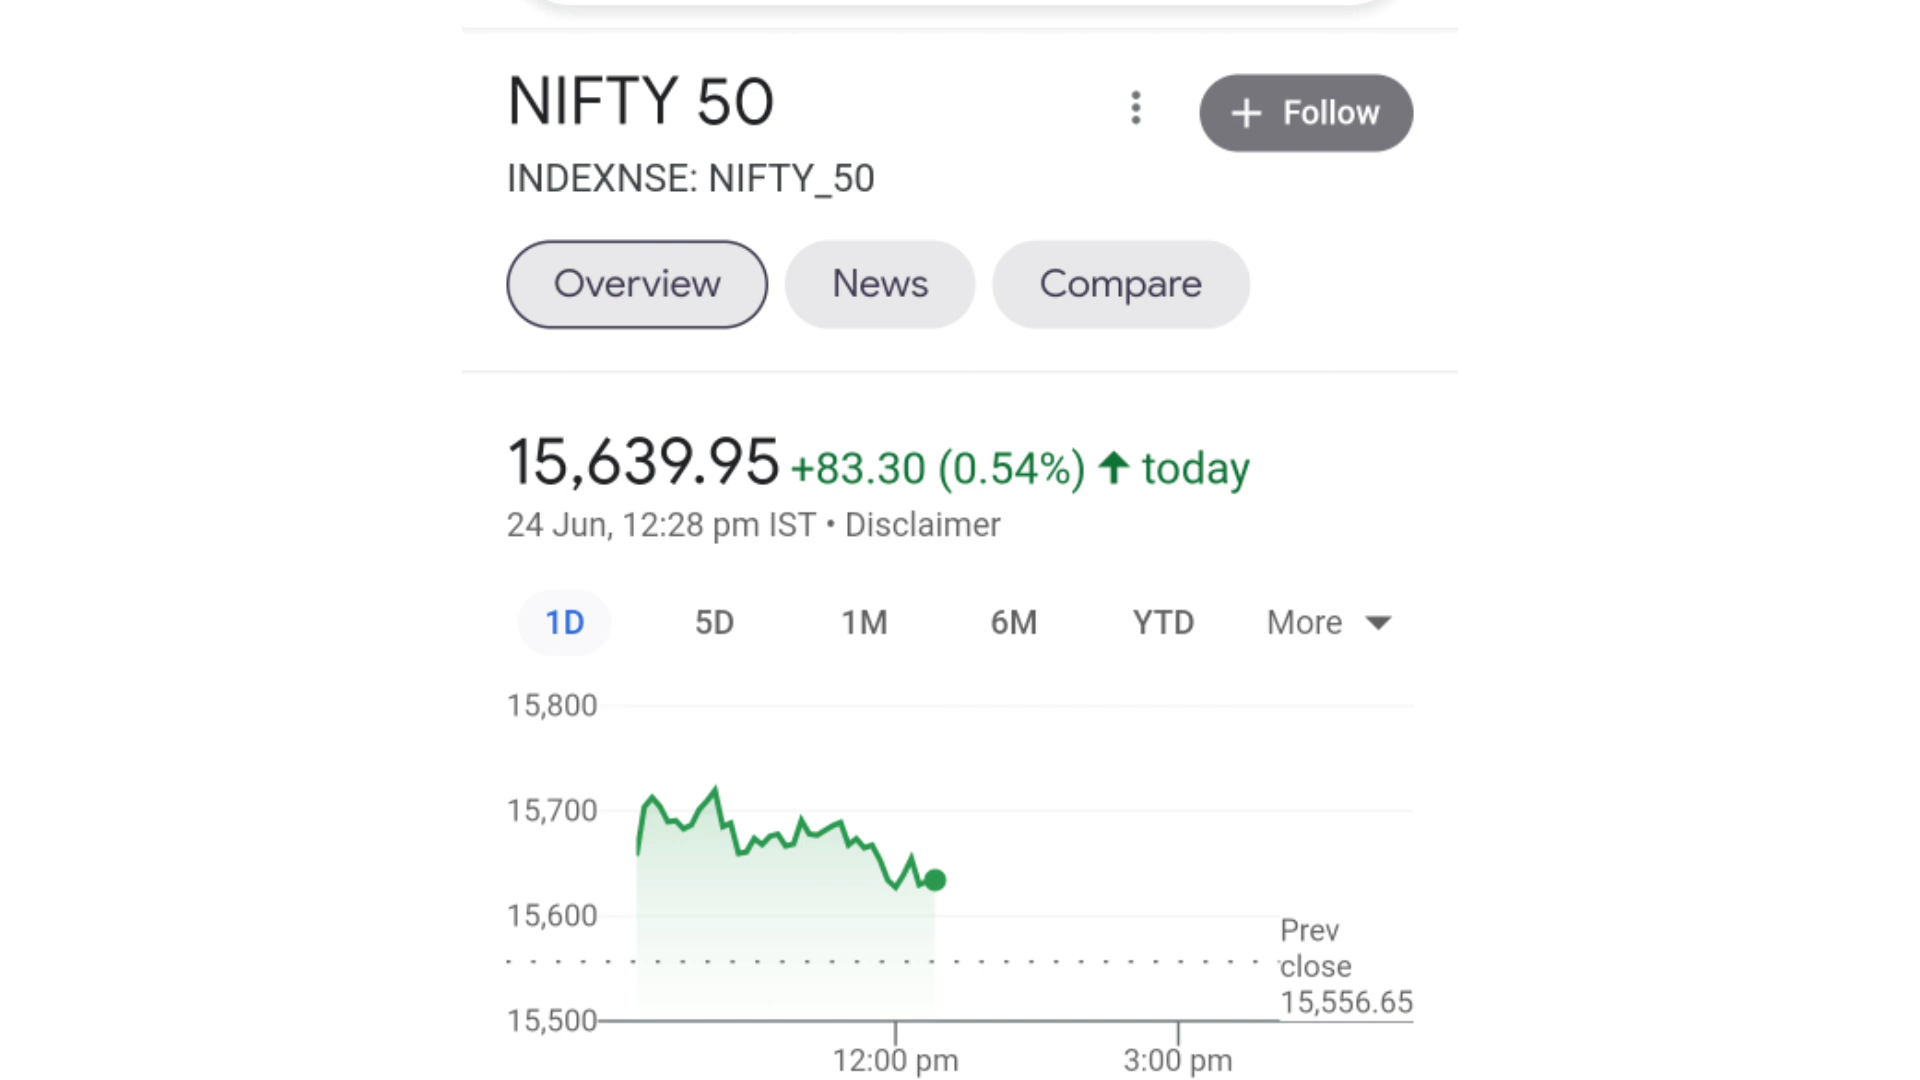 NIFTY 50
+ Follow
INDEXNSE: NIFTY_50
Overview News Compare
15,639.95 +83.30 (0.54%) ↑ today
24 Jun, 12:28 pm IST • Disclaimer
1D 5D 1M 6M YTD More
15,800
15,700
15,600
Prev
close
15,556.65
15,500
12:00 pm 3:00 pm